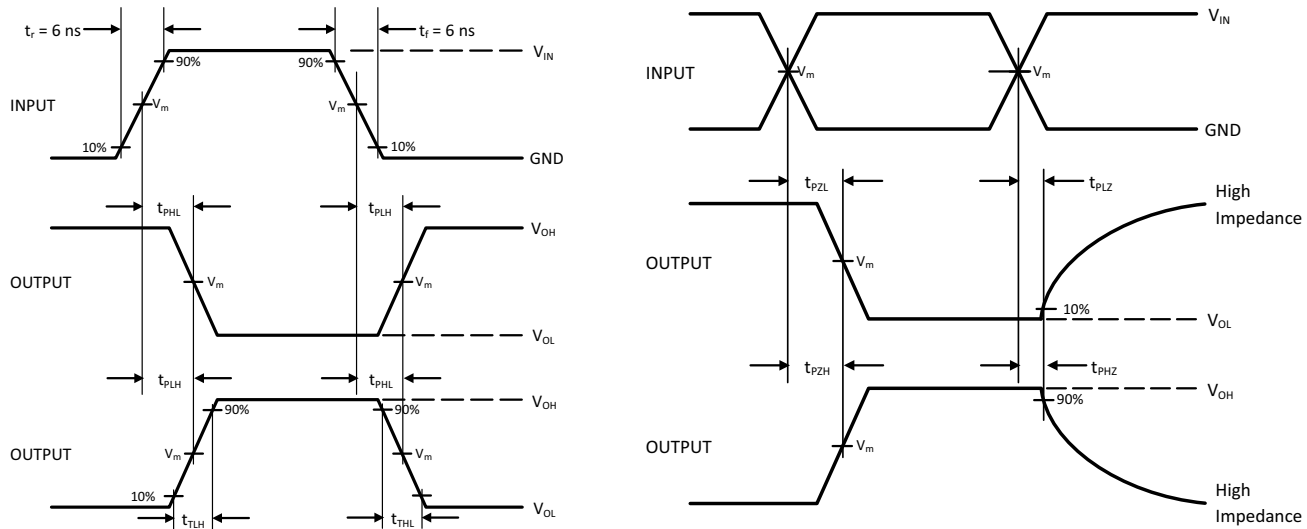 t_r = 6 ns
t_f = 6 ns
V_IN
90%
90%
INPUT
V_m
V_m
10%
10%
GND
t_PHL
t_PLH
V_OH
OUTPUT
V_m
V_m
V_OL
t_PLH
t_PHL
V_OH
90%
90%
OUTPUT
V_m
V_m
10%
V_OL
t_TLH
t_THL
V_IN
INPUT
V_m
V_m
GND
t_PZL
t_PLZ
High
Impedance
OUTPUT
V_m
10%
V_OL
t_PZH
t_PHZ
V_OH
90%
OUTPUT
V_m
High
Impedance